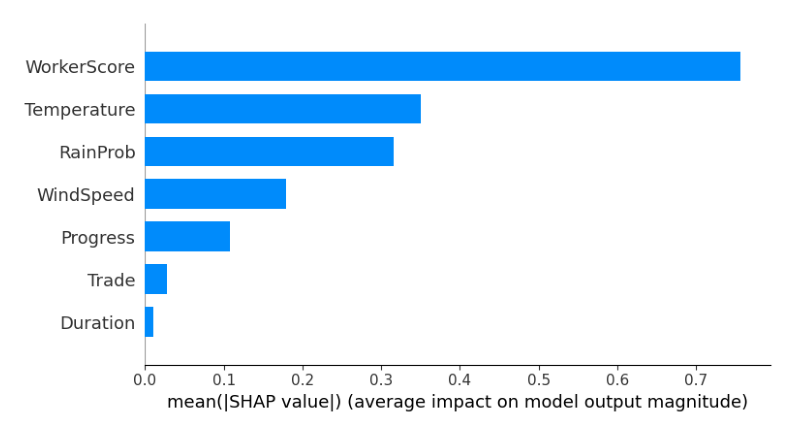 WorkerScore
Temperature
RainProb
WindSpeed
Progress
Trade
Duration
0.0 0.1 0.2 0.3 0.4 0.5 0.6 0.7
mean(|SHAP value|) (average impact on model output magnitude)